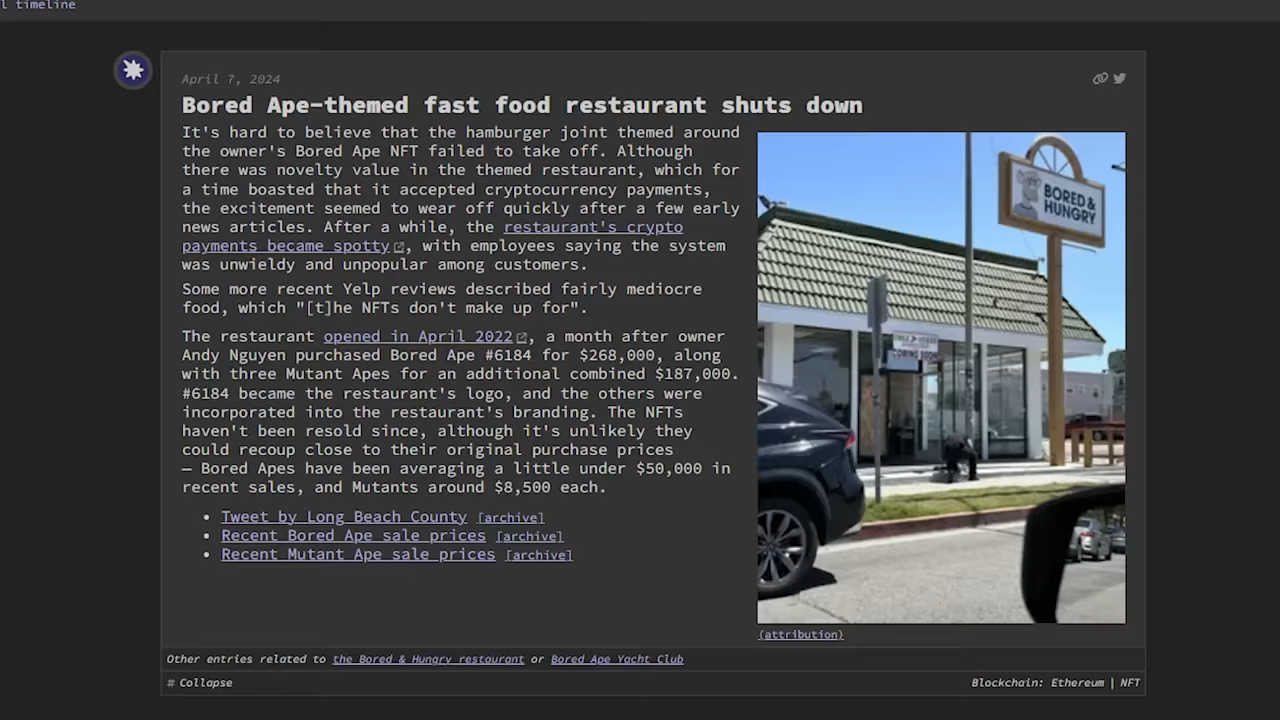 l timeline
April 7, 2024
Bored Ape-themed fast food restaurant shuts down
It's hard to believe that the hamburger joint themed around
the owner's Bored Ape NFT failed to take off. Although
there was novelty value in the themed restaurant, which for
a time boasted that it accepted cryptocurrency payments,
the excitement seemed to wear off quickly after a few early
news articles. After a while, the restaurant's crypto
payments became spotty, with employees saying the system
was unwieldy and unpopular among customers.
Some more recent Yelp reviews described fairly mediocre
food, which "[t]he NFTs don't make up for".
The restaurant opened in April 2022, a month after owner
Andy Nguyen purchased Bored Ape #6184 for $268,000, along
with three Mutant Apes for an additional combined $187,000.
#6184 became the restaurant's logo, and the others were
incorporated into the restaurant's branding. The NFTs
haven't been resold since, although it's unlikely they
could recoup close to their original purchase prices
— Bored Apes have been averaging a little under $50,000 in
recent sales, and Mutants around $8,500 each.
• Tweet by Long Beach County [archive]
• Recent Bored Ape sale prices [archive]
• Recent Mutant Ape sale prices [archive]
BORED &
HUNGRY
COMING SOON
(attribution)
Other entries related to the Bored & Hungry restaurant or Bored Ape Yacht Club
# Collapse
Blockchain: Ethereum | NFT